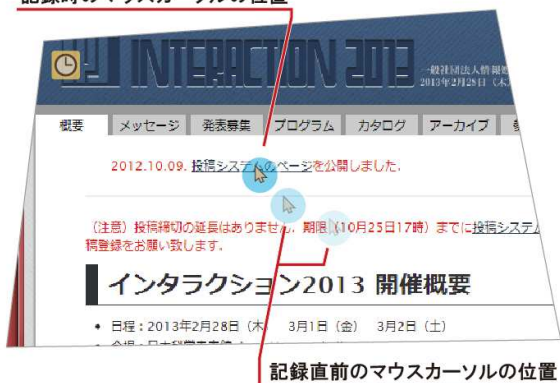 記録時のマウスカーソルの位置
INTERACTION 2013
一般社団法人情報
2013年2月28日（木
概要 メッセージ 発表募集 プログラム カタログ アーカイブ
2012.10.09. 投稿システムのページを公開しました.
（注意）投稿締切の延長はありません. 期限（10月25日17時）までに投稿システム
稿登録をお願い致します.
インタラクション2013 開催概要
• 日程：2013年2月28日（木） 3月1日（金） 3月2日（土）
記録直前のマウスカーソルの位置